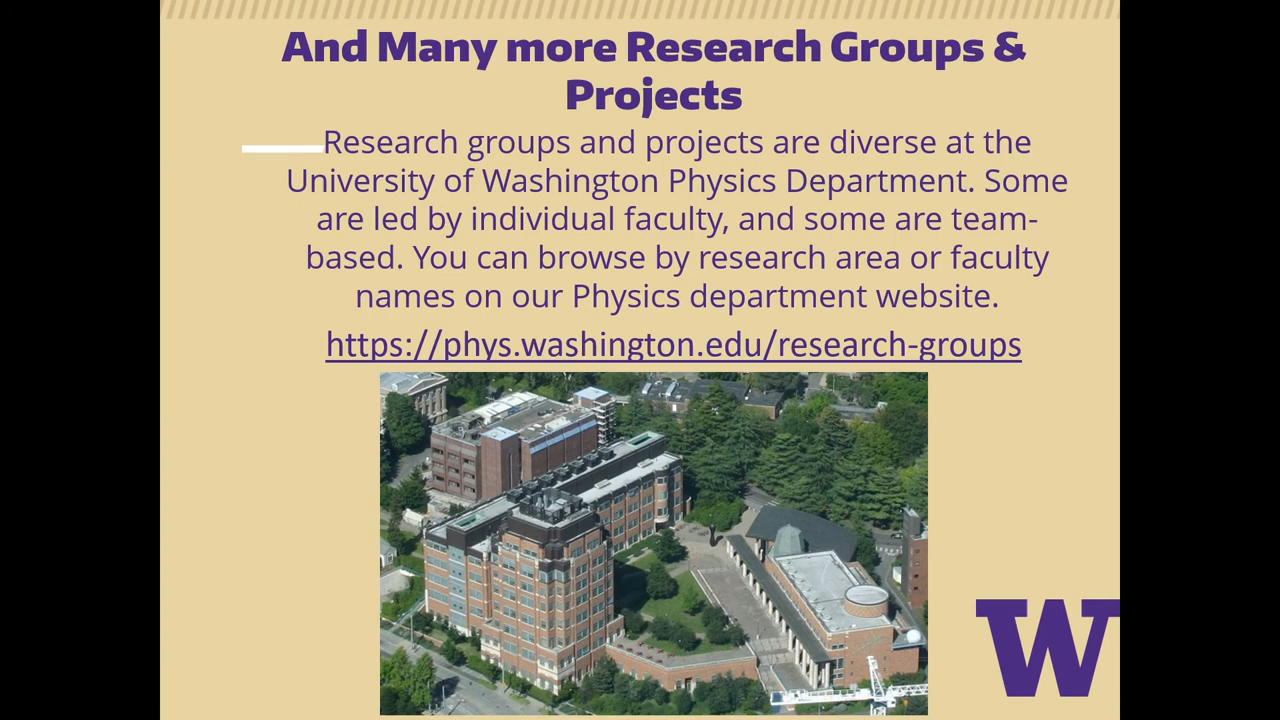 And Many more Research Groups &
Projects
Research groups and projects are diverse at the
University of Washington Physics Department. Some
are led by individual faculty, and some are team-
based. You can browse by research area or faculty
names on our Physics department website.
https://phys.washington.edu/research-groups
W